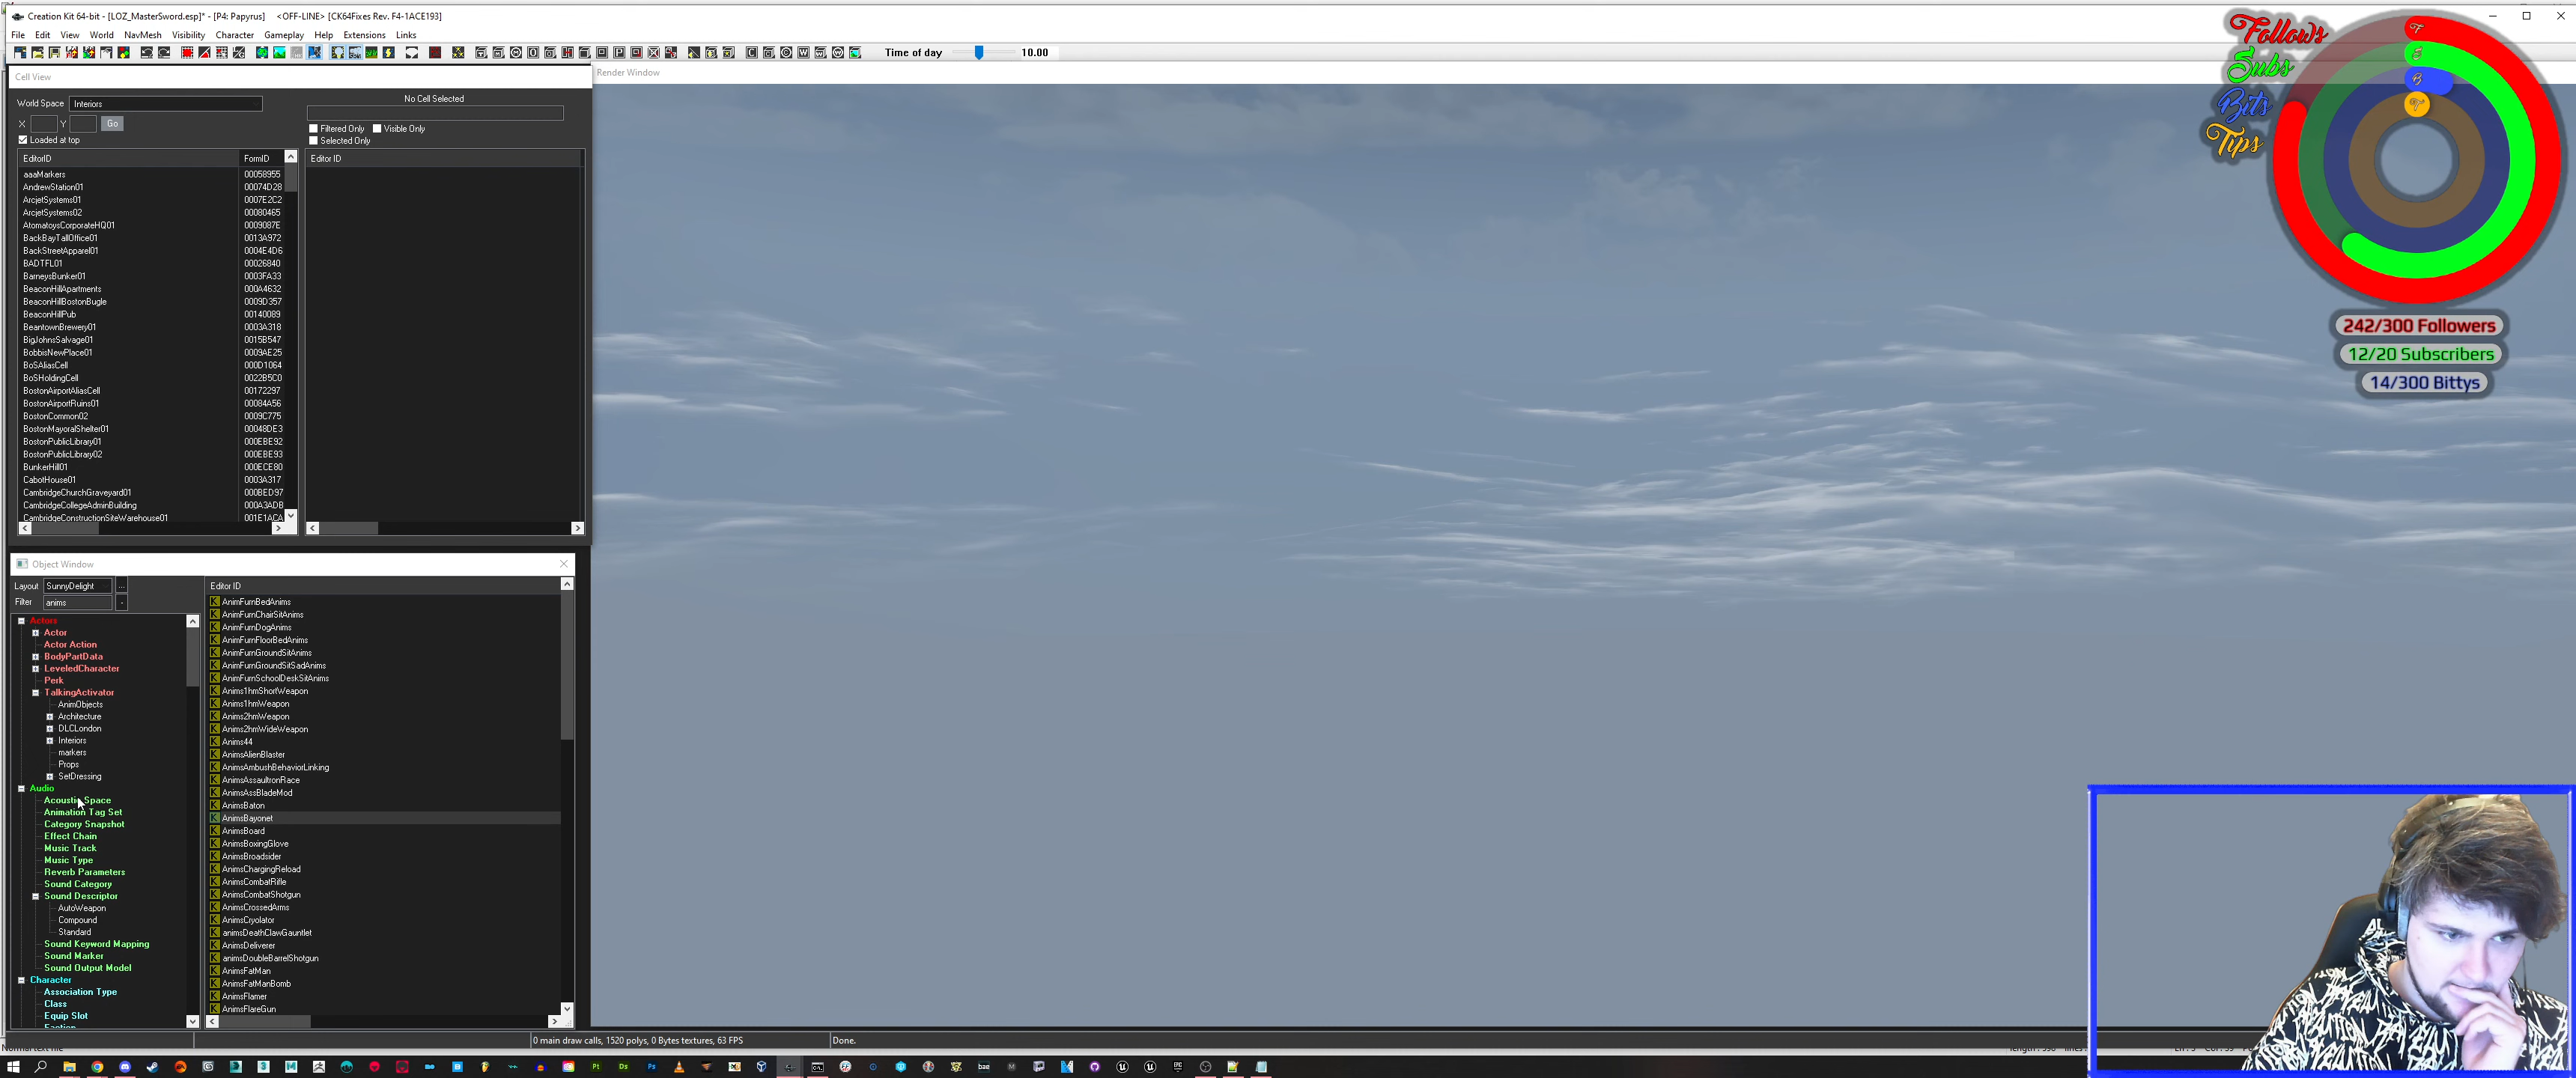 Creation Kit 64-bit - [LOZ_MasterSword.esp]* - [P4: Papyrus] <OFF-LINE> [CK64Fixes Rev. F4-1ACE193]
File Edit View World NavMesh Visibility Character Gameplay Help Extensions Links
Time of day 10.00
Cell View
World Space Interiors
X Y Go
Loaded at top
No Cell Selected
Filtered Only Visible Only
Selected Only
EditorID FormID
aaaMarkers 00058955
AndrewStation01 00074D28
ArcjetSystems01 0007E2C2
ArcjetSystems02 00080465
AtomatoysCorporateHQ01 0009087E
BackBayTallOffice01 0013A972
BackStreetApparel01 0004E4D6
BADTFL01 00026840
BarneysBunker01 0003FA33
BeaconHillApartments 000A4632
BeaconHillBostonBugle 0009D357
BeaconHillPub 00140089
BeantownBrewery01 0003A318
BigJohnsSalvage01 0015B547
BobbisNewPlace01 0009AE25
BoSAliasCell 000D1064
BoSHoldingCell 0022B5C0
BostonAirportAliasCell 00172297
BostonAirportRuins01 00084A56
BostonCommon02 0009C775
BostonMayoralShelter01 00048DE3
BostonPublicLibrary01 000EBE92
BostonPublicLibrary02 000EBE93
BunkerHill01 000ECE80
CabotHouse01 0003A317
CambridgeChurchGraveyard01 000BED97
CambridgeCollegeAdminBuilding 000A3ADB
CambridgeConstructionSiteWarehouse01 001E1ACA
Editor ID
Render Window
Object Window
Layout SunnyDelight ...
Filter anims
Actors
Actor
Actor Action
BodyPartData
LeveledCharacter
Perk
TalkingActivator
AnimObjects
Architecture
DLCLondon
Interiors
markers
Props
SetDressing
Audio
Acoustic Space
Animation Tag Set
Category Snapshot
Effect Chain
Music Track
Music Type
Reverb Parameters
Sound Category
Sound Descriptor
AutoWeapon
Compound
Standard
Sound Keyword Mapping
Sound Marker
Sound Output Model
Character
Association Type
Class
Equip Slot
Faction
Editor ID
AnimFurnBedAnims
AnimFurnChairSitAnims
AnimFurnDogAnims
AnimFurnFloorBedAnims
AnimFurnGroundSitAnims
AnimFurnGroundSitSadAnims
AnimFurnSchoolDeskSitAnims
Anims1hmShortWeapon
Anims1hmWeapon
Anims2hmWeapon
Anims2hmWideWeapon
Anims44
AnimsAlienBlaster
AnimsAmbushBehaviorLinking
AnimsAssaultronRace
AnimsAssBladeMod
AnimsBaton
AnimsBayonet
AnimsBoard
AnimsBoxingGlove
AnimsBroadsider
AnimsChargingReload
AnimsCombatRifle
AnimsCombatShotgun
AnimsCrossedArms
AnimsCryolator
animsDeathClawGauntlet
AnimsDeliverer
animsDoubleBarrelShotgun
AnimsFatMan
AnimsFatManBomb
AnimsFlamer
AnimsFlareGun
0 main draw calls, 1520 polys, 0 Bytes textures, 63 FPS
Done.
Normal text file
Follows
Subs
Bits
Tips
242/300 Followers
12/20 Subscribers
14/300 Bittys